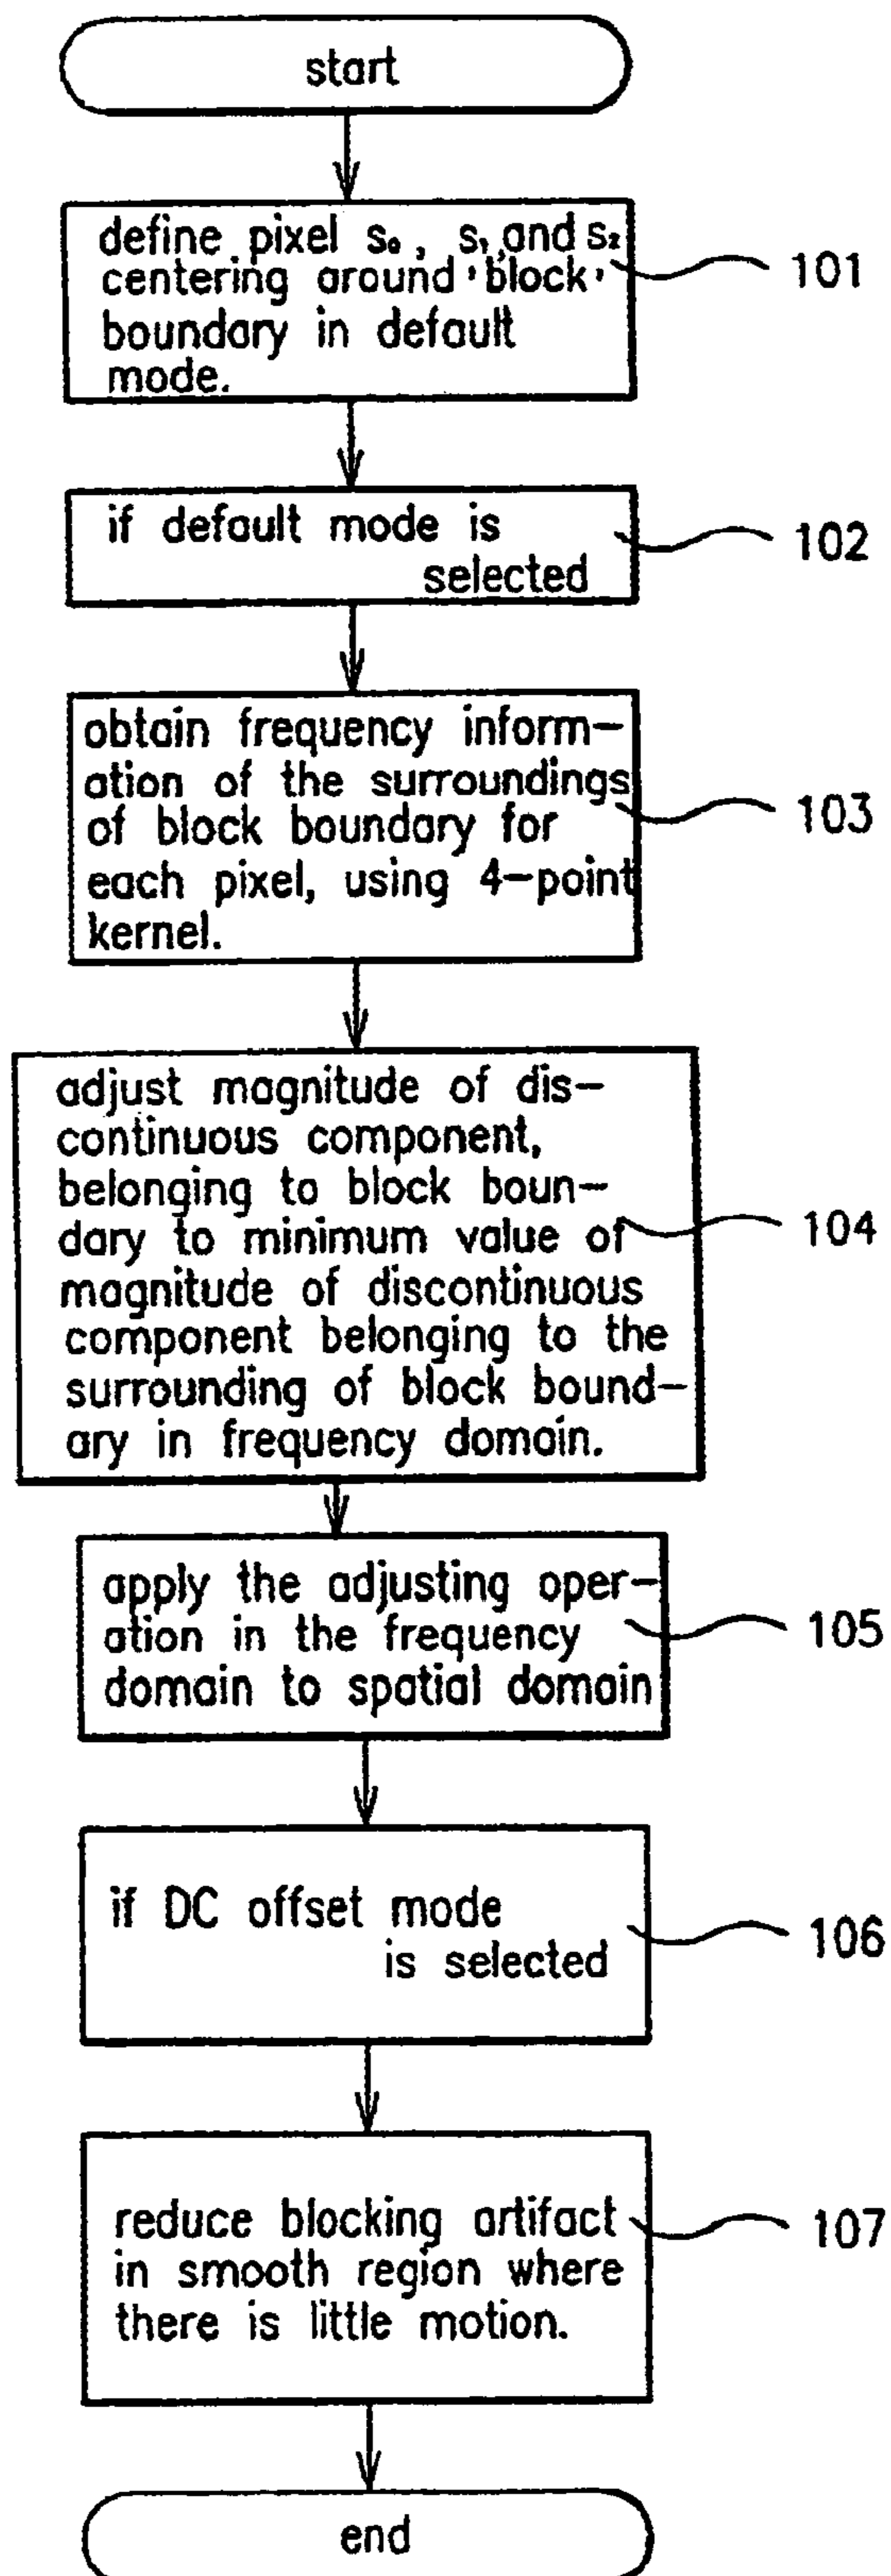 start
define pixel s₀, s₁, and s₂
centering around 'block'
boundary in default
mode.
101
if default mode is
selected
102
obtain frequency inform-
ation of the surroundings
of block boundary for
each pixel, using 4-point
kernel.
103
adjust magnitude of dis-
continuous component,
belonging to block boun-
dary to minimum value of
magnitude of discontinuous
component belonging to the
surrounding of block bound-
ary in frequency domain.
104
apply the adjusting oper-
ation in the frequency
domain to spatial domain
105
if DC offset mode
is selected
106
reduce blocking artifact
in smooth region where
there is little motion.
107
end